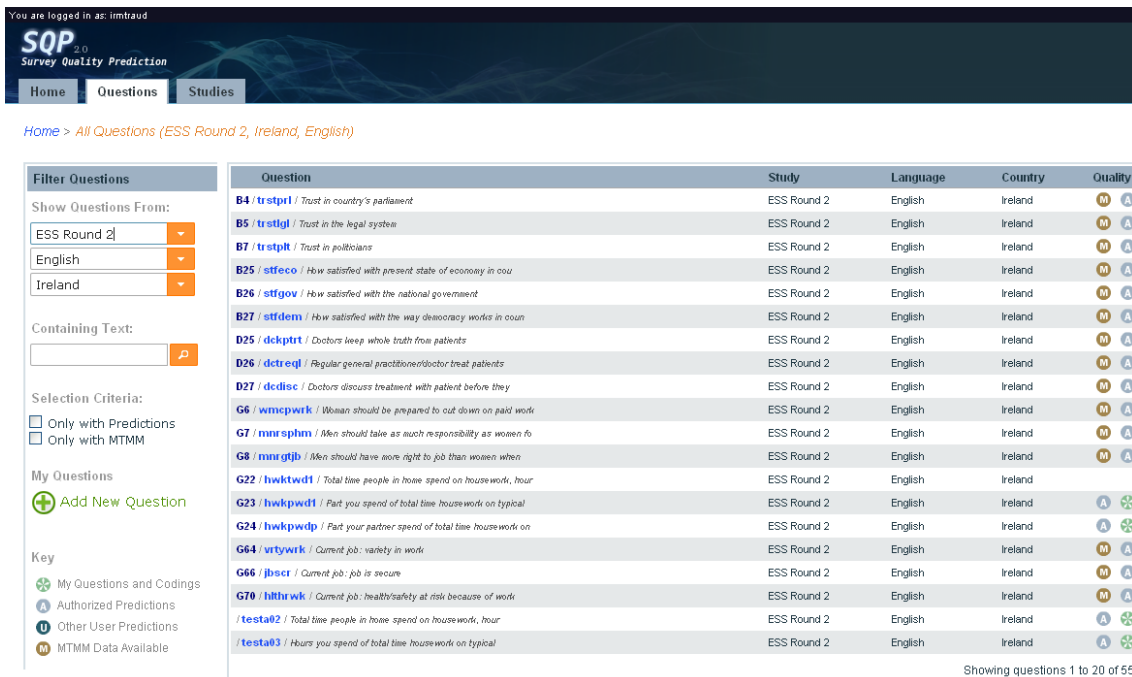 You are logged in as: irmtraud
SQP 2.0
Survey Quality Prediction
Home Questions Studies
Home > All Questions (ESS Round 2, Ireland, English)
Filter Questions
Show Questions From:
ESS Round 2
English
Ireland
Containing Text:
Selection Criteria:
Only with Predictions
Only with MTMM
My Questions
Add New Question
Key
My Questions and Codings
A Authorized Predictions
U Other User Predictions
M MTMM Data Available
Question Study Language Country Quality
B4 / trstprl / Trust in country's parliament ESS Round 2 English Ireland M A
B5 / trstlgl / Trust in the legal system ESS Round 2 English Ireland M A
B7 / trstplt / Trust in politicians ESS Round 2 English Ireland M A
B25 / stfeco / How satisfied with present state of economy in cou ESS Round 2 English Ireland M A
B26 / stfgov / How satisfied with the national government ESS Round 2 English Ireland M A
B27 / stfdem / How satisfied with the way democracy works in coun ESS Round 2 English Ireland M A
D25 / dckptrt / Doctors keep whole truth from patients ESS Round 2 English Ireland M A
D26 / dctreql / Regular general practitioner/doctor treat patients ESS Round 2 English Ireland M A
D27 / dcdisc / Doctors discuss treatment with patient before they ESS Round 2 English Ireland M A
G6 / wmcpwrk / Woman should be prepared to cut down on paid work ESS Round 2 English Ireland M A
G7 / mnrsphm / Men should take as much responsibility as women fo ESS Round 2 English Ireland M A
G8 / mnrgtjb / Men should have more right to job than women when ESS Round 2 English Ireland M A
G22 / hwktwd1 / Total time people in home spend on housework, hour ESS Round 2 English Ireland
G23 / hwkpwd1 / Part you spend of total time housework on typical ESS Round 2 English Ireland A
G24 / hwkpwdp / Part your partner spend of total time housework on ESS Round 2 English Ireland A
G64 / vrtywrk / Current job: variety in work ESS Round 2 English Ireland M A
G66 / jbscr / Current job: job is secure ESS Round 2 English Ireland M A
G70 / hlthrwk / Current job: health/safety at risk because of work ESS Round 2 English Ireland M A
/ testa02 / Total time people in home spend on housework, hour ESS Round 2 English Ireland A
/ testa03 / Hours you spend of total time housework on typical ESS Round 2 English Ireland A
Showing questions 1 to 20 of 55